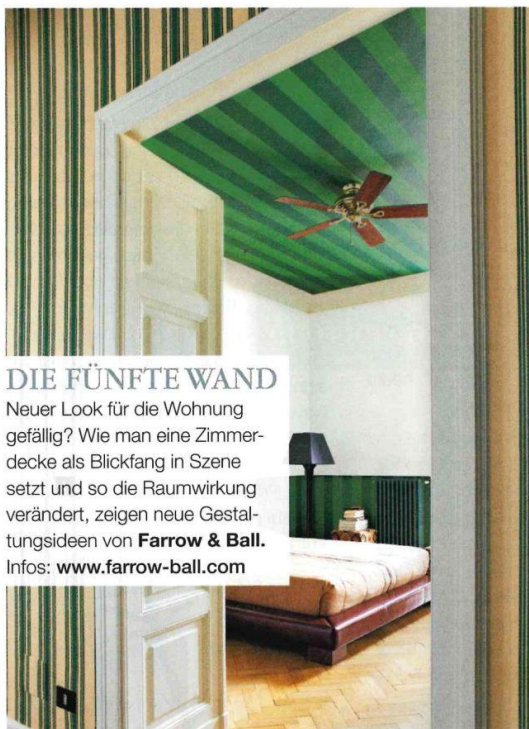 DIE FÜNFTE WAND
Neuer Look für die Wohnung
gefällig? Wie man eine Zimmer-
decke als Blickfang in Szene
setzt und so die Raumwirkung
verändert, zeigen neue Gestal-
tungsideen von Farrow & Ball.
Infos: www.farrow-ball.com